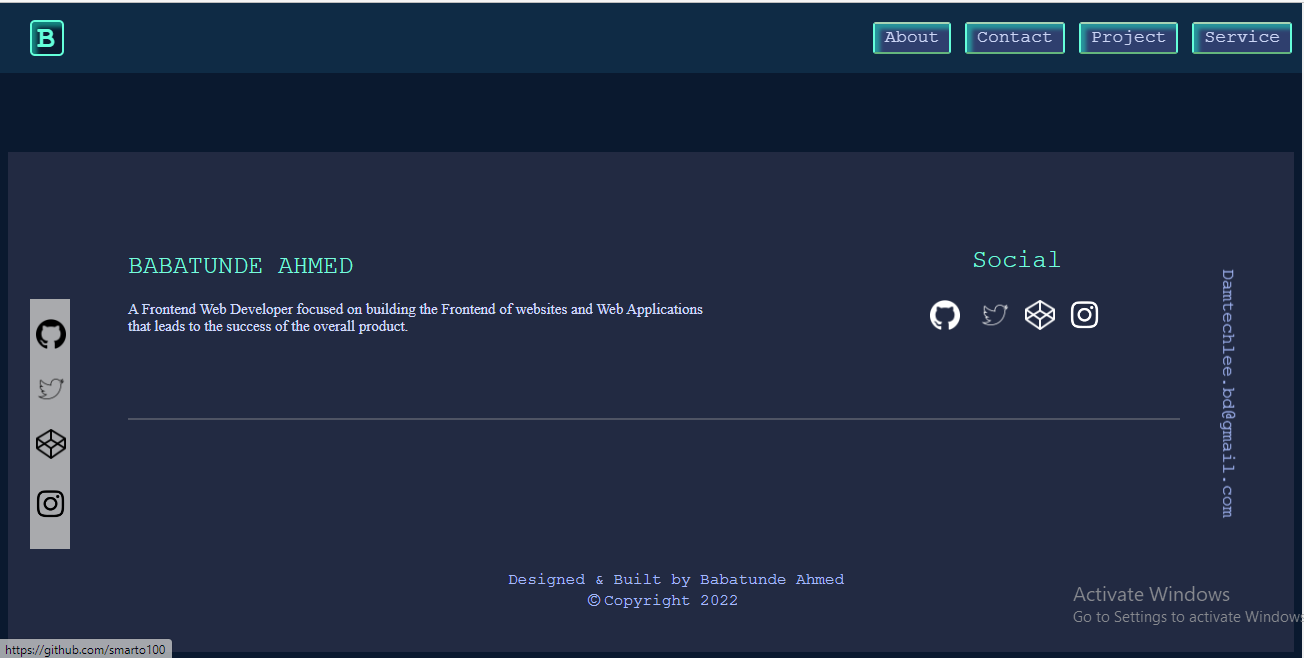 B
About
Contact
Project
Service
BABATUNDE AHMED
A Frontend Web Developer focused on building the Frontend of websites and Web Applications
that leads to the success of the overall product.
Social
Damtechlee.bd@gmail.com
Designed & Built by Babatunde Ahmed
©Copyright 2022
Activate Windows
Go to Settings to activate Windows
https://github.com/smarto100